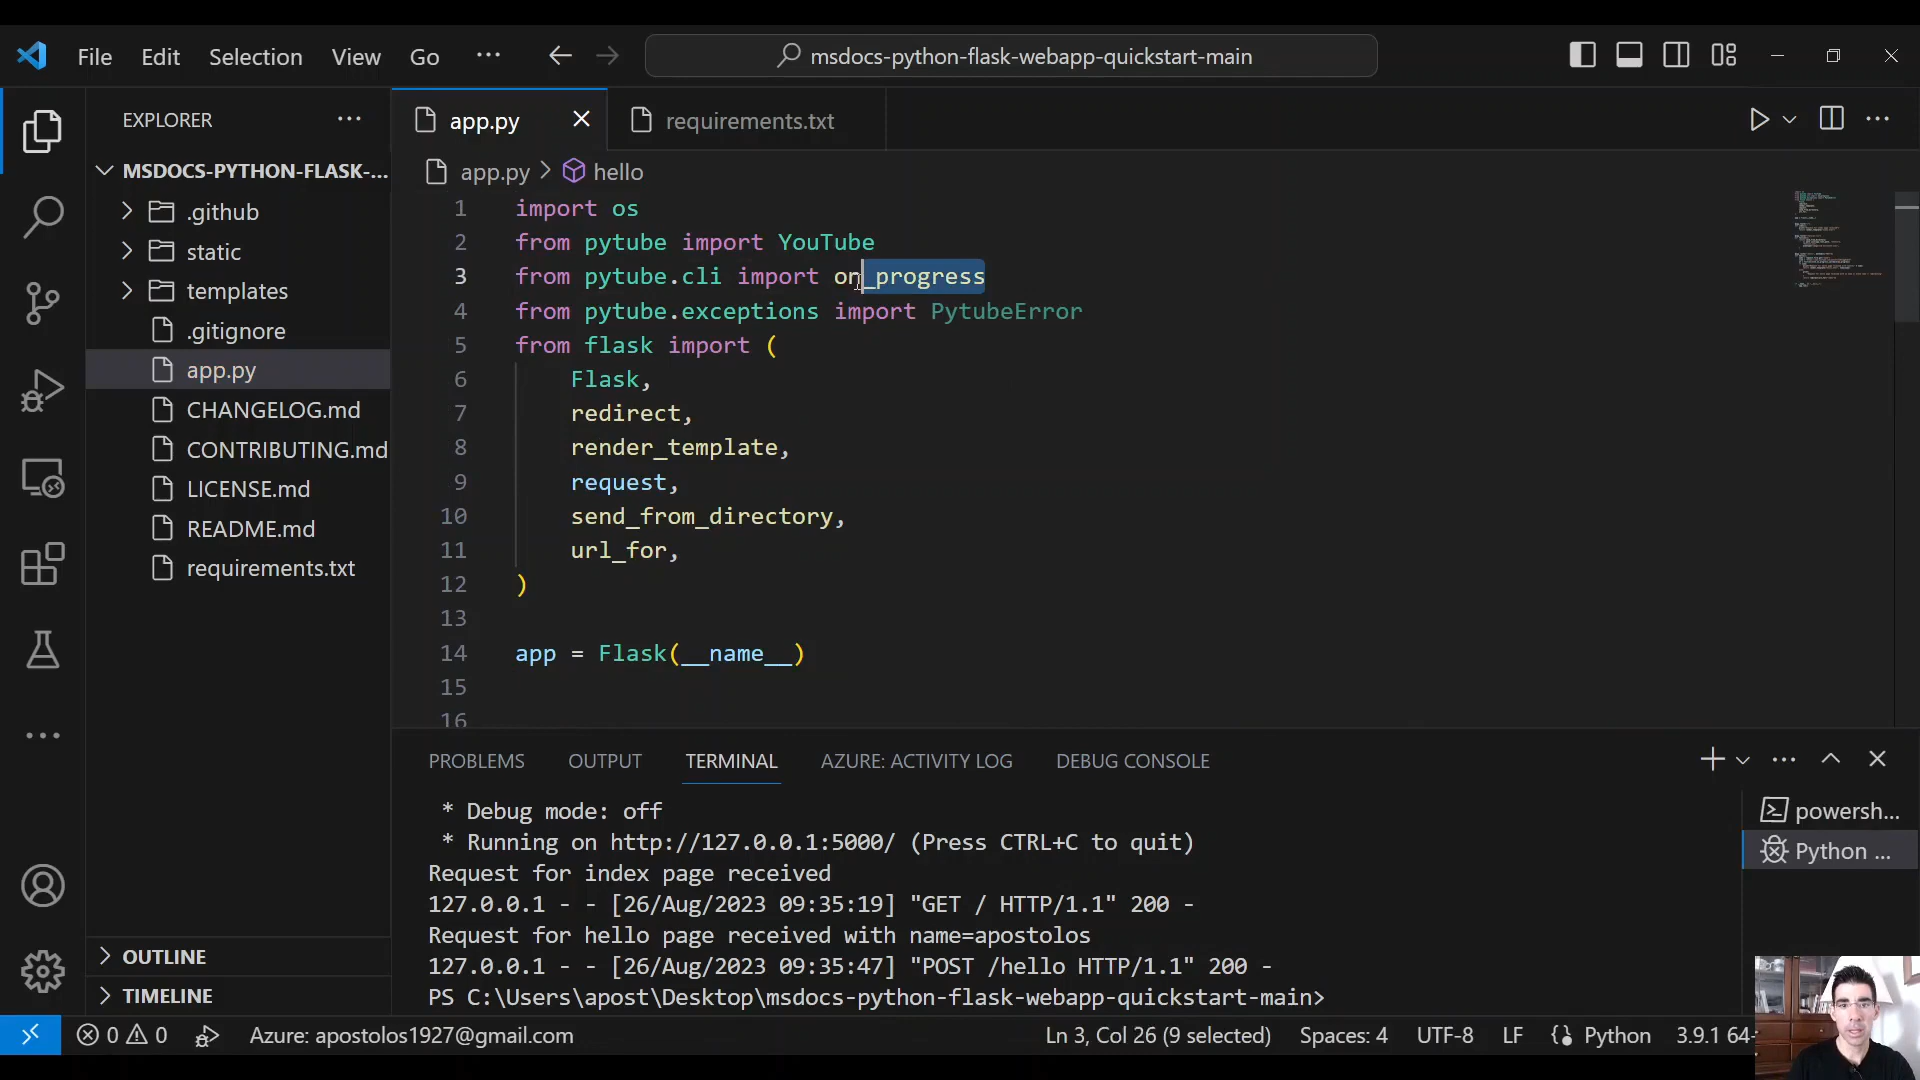 File Edit Selection View Go ··· msdocs-python-flask-webapp-quickstart-main
EXPLORER ···
MSDOCS-PYTHON-FLASK-...
.github
static
templates
.gitignore
app.py
CHANGELOG.md
CONTRIBUTING.md
LICENSE.md
README.md
requirements.txt
OUTLINE
TIMELINE
app.py requirements.txt
app.py > hello
1 import os
2 from pytube import YouTube
3 from pytube.cli import on_progress
4 from pytube.exceptions import PytubeError
5 from flask import (
6 Flask,
7 redirect,
8 render_template,
9 request,
10 send_from_directory,
11 url_for,
12 )
13
14 app = Flask(__name__)
15
16
PROBLEMS OUTPUT TERMINAL AZURE: ACTIVITY LOG DEBUG CONSOLE
* Debug mode: off
* Running on http://127.0.0.1:5000/ (Press CTRL+C to quit)
Request for index page received
127.0.0.1 - - [26/Aug/2023 09:35:19] "GET / HTTP/1.1" 200 -
Request for hello page received with name=apostolos
127.0.0.1 - - [26/Aug/2023 09:35:47] "POST /hello HTTP/1.1" 200 -
PS C:\Users\apost\Desktop\msdocs-python-flask-webapp-quickstart-main>
powersh...
Python ...
0 0 Azure: apostolos1927@gmail.com Ln 3, Col 26 (9 selected) Spaces: 4 UTF-8 LF Python 3.9.1 64-